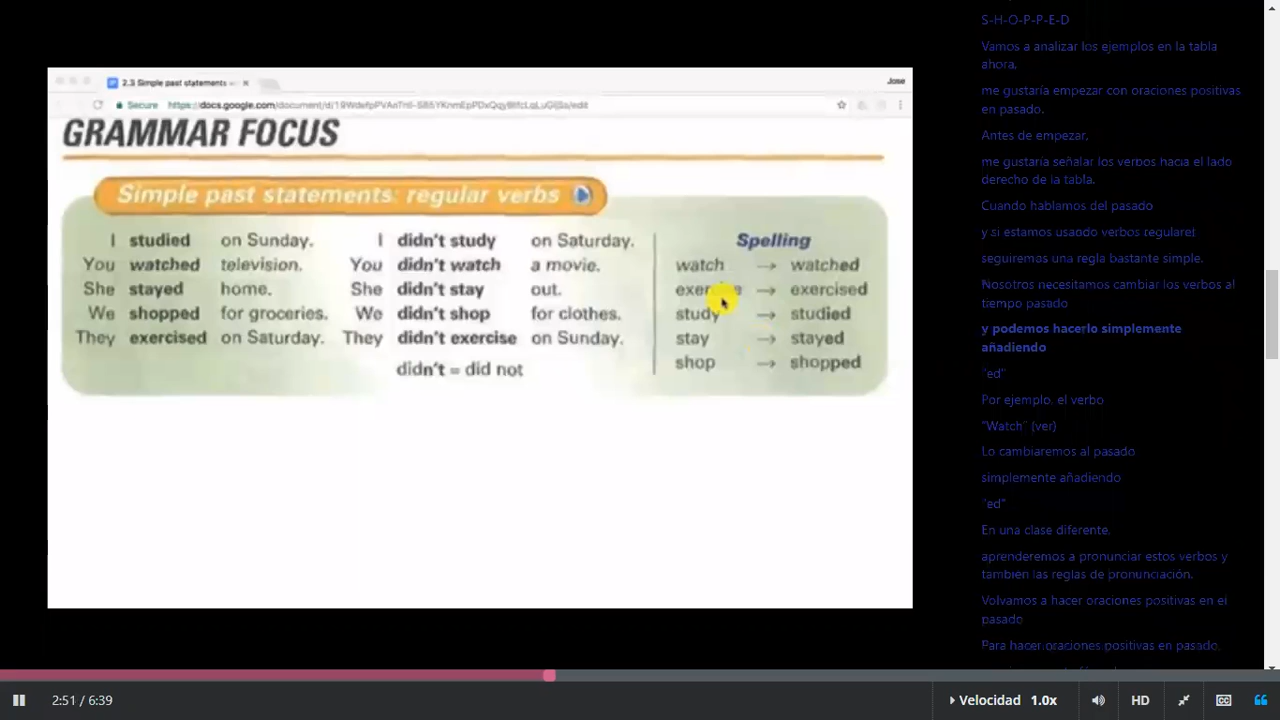 2.3 Simple past statements
Jose
Secure
GRAMMAR FOCUS
Simple past statements: regular verbs
I studied on Sunday. I didn't study on Saturday. Spelling
You watched television. You didn't watch a movie. watch → watched
She stayed home. She didn't stay out. → exercised
We shopped for groceries. We didn't shop for clothes. study → studied
They exercised on Saturday. They didn't exercise on Sunday. stay → stayed
didn't = did not shop → shopped
S-H-O-P-P-E-D
Vamos a analizar los ejemplos en la tabla
ahora,
me gustaría empezar con oraciones positivas
en pasado.
Antes de empezar,
me gustaría señalar los verbos hacia el lado
derecho de la tabla.
Cuando hablamos del pasado
y si estamos usando verbos regulares
seguiremos una regla bastante simple.
Nosotros necesitamos cambiar los verbos al
tiempo pasado
y podemos hacerlo simplemente
añadiendo
"ed"
Por ejemplo, el verbo
"Watch" (ver)
Lo cambiaremos al pasado
simplemente añadiendo
"ed"
En una clase diferente,
aprenderemos a pronunciar estos verbos y
también las reglas de pronunciación.
Volvamos a hacer oraciones positivas en el
pasado
Para hacer oraciones positivas en pasado,
2:51 / 6:39
Velocidad 1.0x
HD